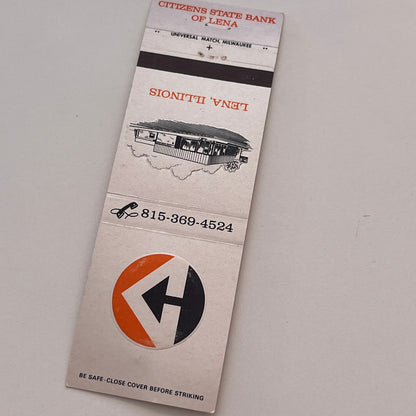 CITIZENS STATE BANK
OF LENA
UNIVERSAL MATCH, MILWAUKEE
LENA, ILLINOIS
815-369-4524
BE SAFE-CLOSE COVER BEFORE STRIKING